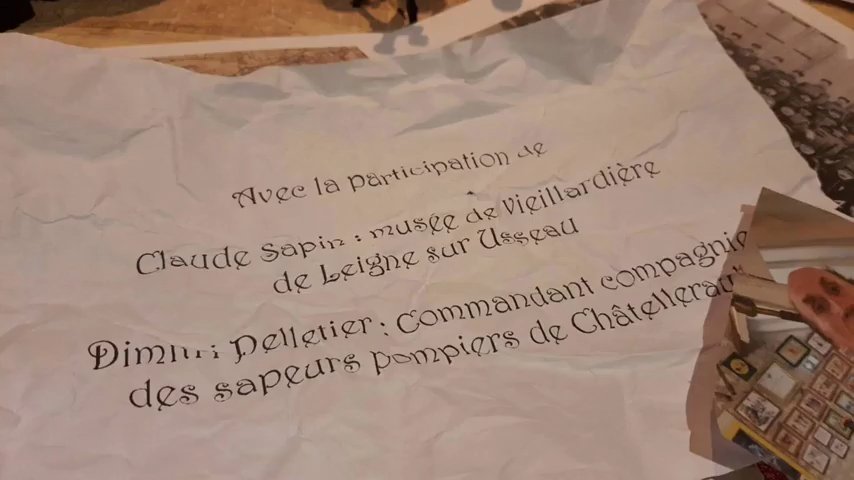 Avec la participation de
Claude Sapin : musée de Vieillardière
de Leigne sur Usseau
Dimitri Pelletier : Commandant compagnie
des sapeurs pompiers de Châtellerault